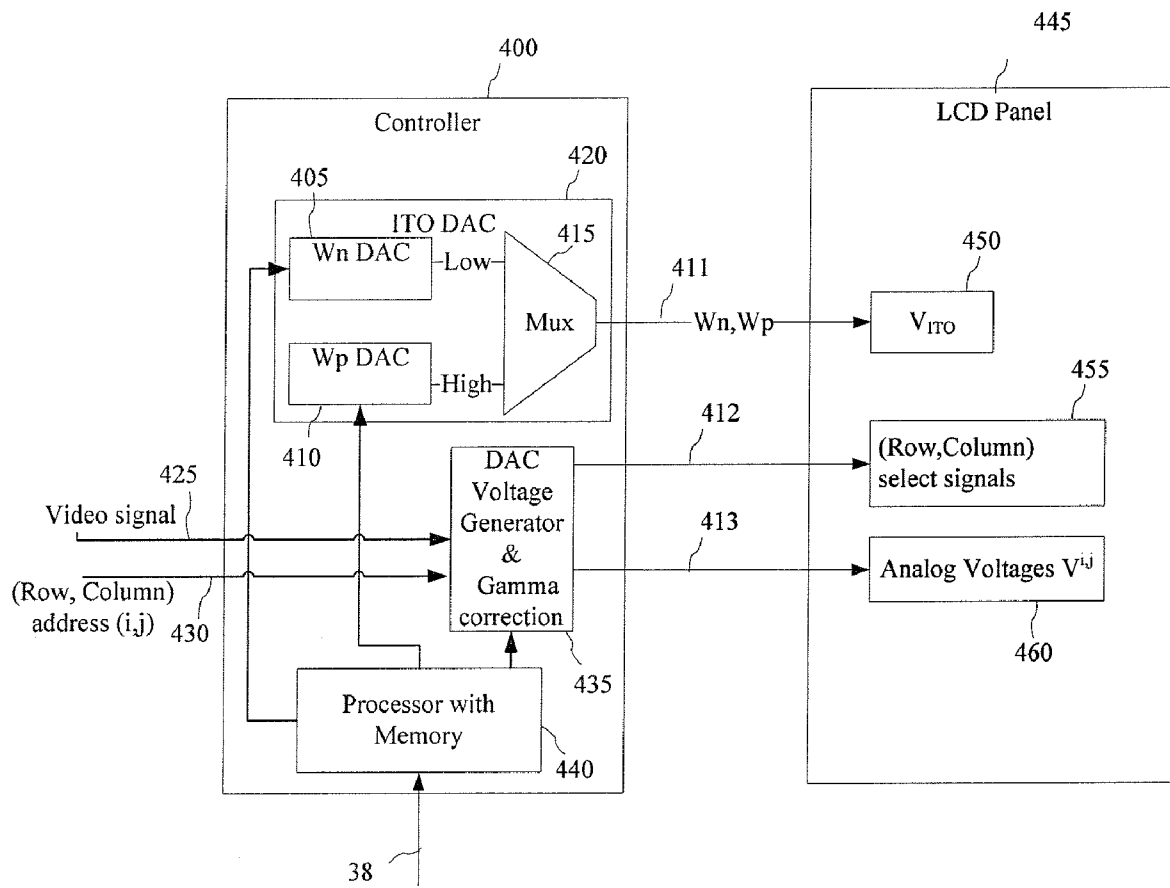 445
400
Controller
LCD Panel
420
405
ITO DAC
415
Wn DAC
Low
450
411
Mux
Wn,Wp
V_ITO
Wp DAC
High
455
412
410
DAC
Voltage
Generator
&
Gamma
correction
(Row,Column)
select signals
425
Video signal
413
Analog Voltages V^i,j
(Row, Column)
address (i,j)
430
460
435
Processor with
Memory
440
38